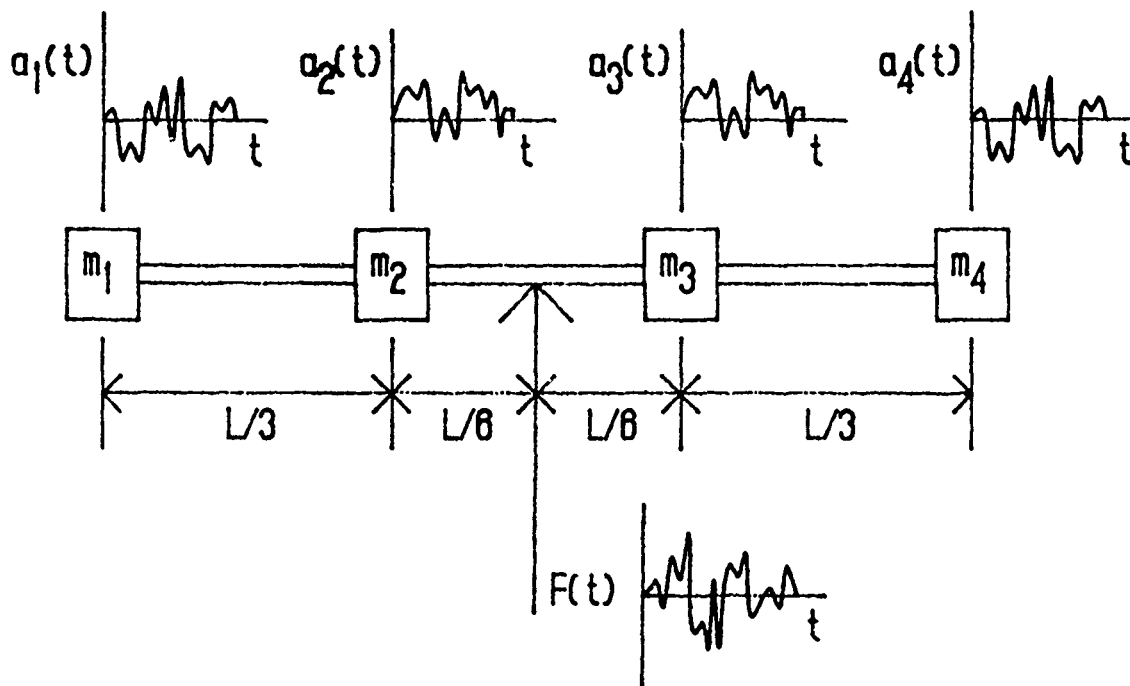 a₁(t) a₂(t) a₃(t) a₄(t)
t t t t
m₁ m₂ m₃ m₄
L/3 L/6 L/6 L/3
F(t) t